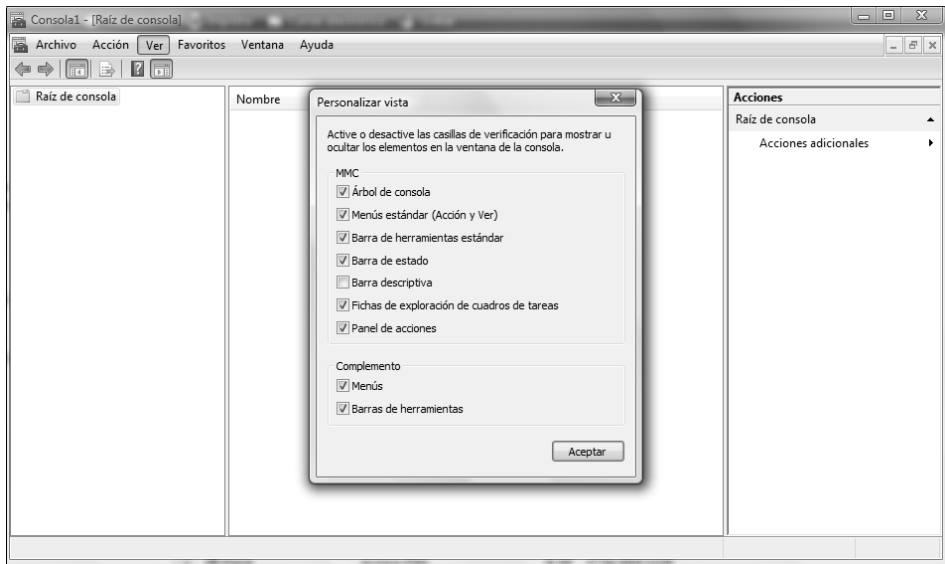 Consola1 - [Raíz de consola]
Archivo Acción Ver Favoritos Ventana Ayuda
Raíz de consola
Nombre
Personalizar vista
Active o desactive las casillas de verificación para mostrar u
ocultar los elementos en la ventana de la consola.
MMC
Árbol de consola
Menús estándar (Acción y Ver)
Barra de herramientas estándar
Barra de estado
Barra descriptiva
Fichas de exploración de cuadros de tareas
Panel de acciones
Complemento
Menús
Barras de herramientas
Aceptar
Acciones
Raíz de consola
Acciones adicionales